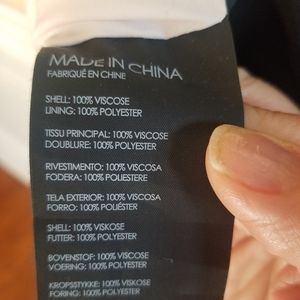 MADE IN CHINA
FABRIQUÉ EN CHINE
SHELL: 100% VISCOSE
LINING: 100% POLYESTER
TISSU PRINCIPAL: 100% VISCOSE
DOUBLURE: 100% POLYESTER
RIVESTIMENTO: 100% VISCOSA
FODERA: 100% POLIESTERE
TELA EXTERIOR: 100% VISCOSA
FORRO: 100% POLIÉSTER
SHELL: 100% VISKOSE
FUTTER: 100% POLYESTER
BOVENSTOF: 100% VISCOSE
VOERING: 100% POLYESTER
KROPSSTYKKE: 100% VISCOSE
FORING: 100% POLYESTER